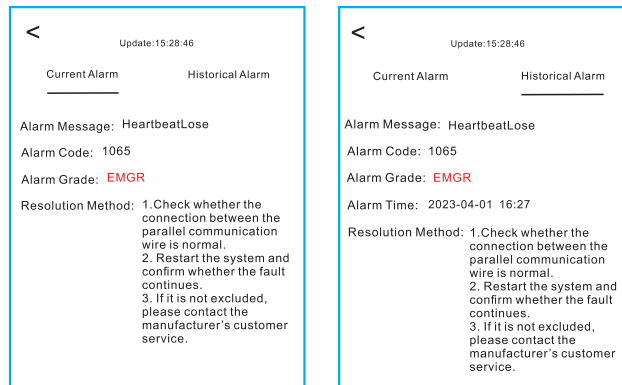 <
Update:15:28:46
Current Alarm Historical Alarm
Alarm Message: HeartbeatLose
Alarm Code: 1065
Alarm Grade: EMGR
Resolution Method: 1.Check whether the
connection between the
parallel communication
wire is normal.
2. Restart the system and
confirm whether the fault
continues.
3. If it is not excluded,
please contact the
manufacturer's customer
service.
<
Update:15:28:46
Current Alarm Historical Alarm
Alarm Message: HeartbeatLose
Alarm Code: 1065
Alarm Grade: EMGR
Alarm Time: 2023-04-01 16:27
Resolution Method: 1.Check whether the
connection between the
parallel communication
wire is normal.
2. Restart the system and
confirm whether the fault
continues.
3. If it is not excluded,
please contact the
manufacturer's customer
service.